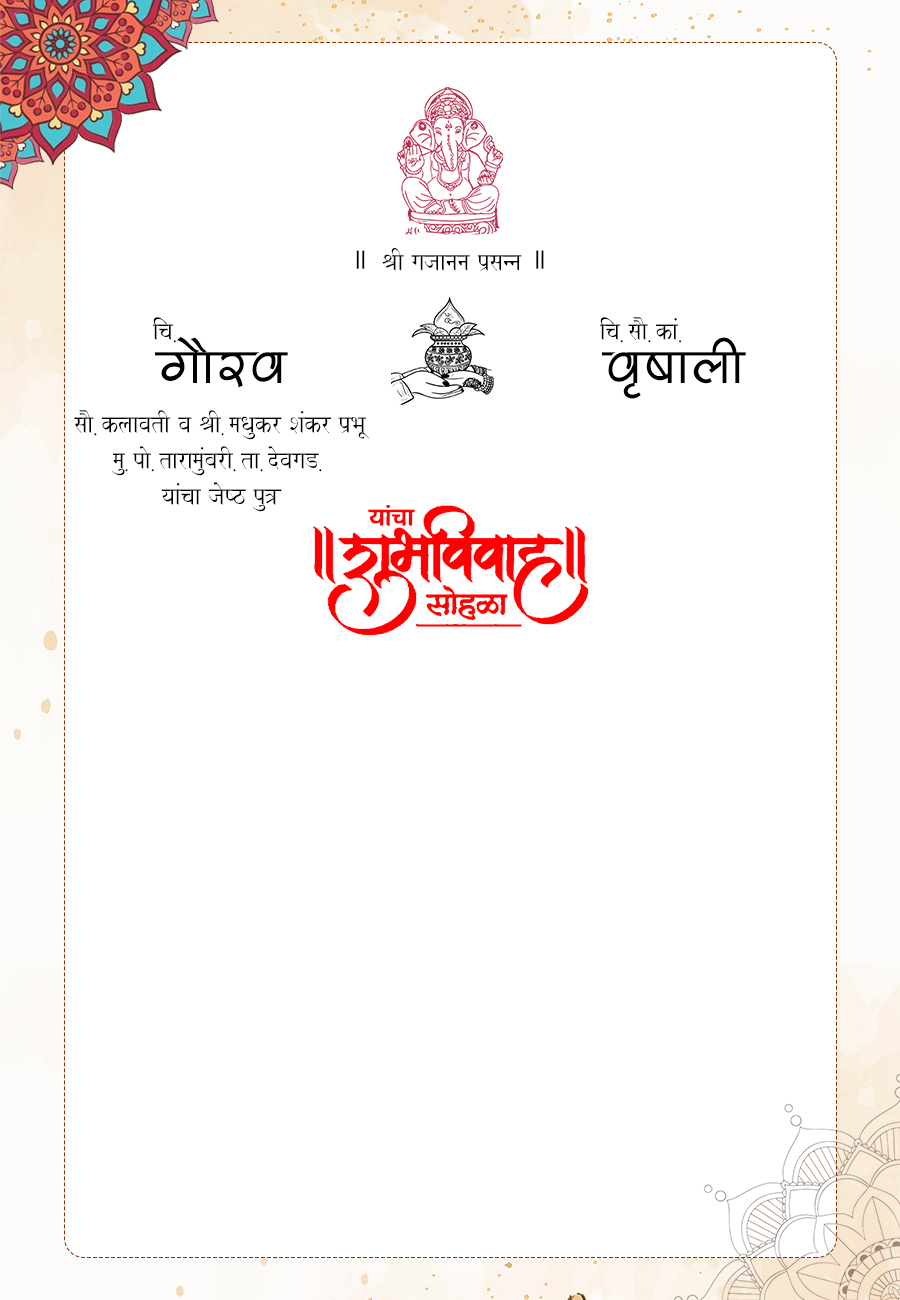 ॥ श्री गजानन प्रसन्न ॥
चि.
गौरव
चि. सौ. कां.
वृषाली
सौ. कलावती व श्री. मधुकर शंकर प्रभू
मु. पो. तारामुंबरी. ता. देवगड.
यांचा जेष्ठ पुत्र
यांचा
॥ शुभविवाह ॥
सोहळा